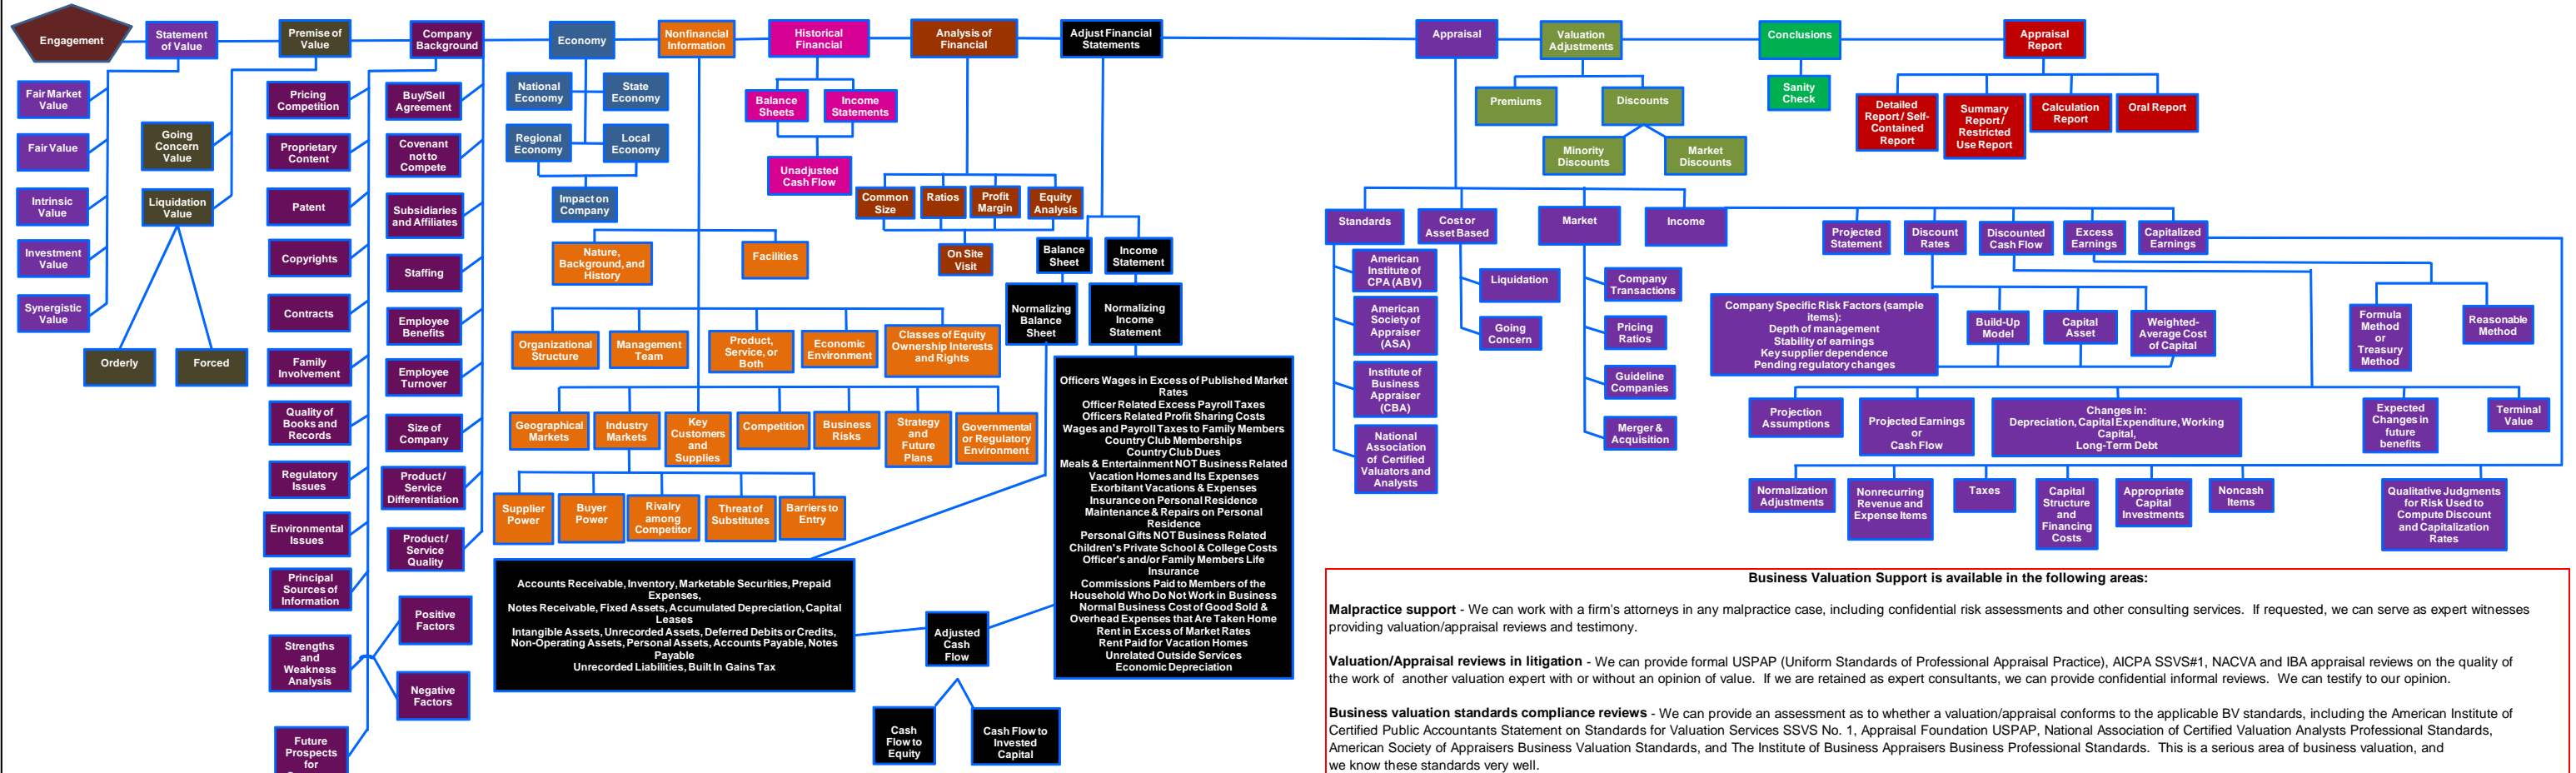 Engagement
Statement
of Value
Premise of
Value
Company
Background
Economy
Nonfinancial
Information
Historical
Financial
Analysis of
Financial
Adjust Financial
Statements
Appraisal
Valuation
Adjustments
Conclusions
Appraisal
Report
Fair Market
Value
Fair Value
Intrinsic
Value
Investment
Value
Synergistic
Value
Going
Concern
Value
Liquidation
Value
Orderly
Forced
Pricing
Competition
Proprietary
Content
Patent
Copyrights
Contracts
Family
Involvement
Quality of
Books and
Records
Regulatory
Issues
Environmental
Issues
Principal
Sources of
Information
Strengths
and
Weakness
Analysis
Future
Prospects
for
Buy/Sell
Agreement
Covenant
not to
Compete
Subsidiaries
and Affiliates
Staffing
Employee
Benefits
Employee
Turnover
Size of
Company
Product /
Service
Differentiation
Product /
Service
Quality
Positive
Factors
Negative
Factors
National
Economy
State
Economy
Regional
Economy
Local
Economy
Impact on
Company
Nature,
Background, and
History
Facilities
Organizational
Structure
Management
Team
Product,
Service, or
Both
Economic
Environment
Classes of Equity
Ownership Interests
and Rights
Geographical
Markets
Industry
Markets
Key
Customers
and
Supplies
Competition
Business
Risks
Strategy
and
Future
Plans
Governmental
or Regulatory
Environment
Supplier
Power
Buyer
Power
Rivalry
among
Competitor
Threat of
Substitutes
Barriers to
Entry
Balance
Sheets
Income
Statements
Unadjusted
Cash Flow
Common
Size
Ratios
Profit
Margin
Equity
Analysis
On Site
Visit
Balance
Sheet
Income
Statement
Normalizing
Balance
Sheet
Normalizing
Income
Statement
Officers Wages in Excess of Published Market
Rates
Officer Related Excess Payroll Taxes
Officers Related Profit Sharing Costs
Wages and Payroll Taxes to Family Members
Country Club Memberships
Country Club Dues
Meals & Entertainment NOT Business Related
Vacation Homes and Its Expenses
Exorbitant Vacations & Expenses
Insurance on Personal Residence
Maintenance & Repairs on Personal
Residence
Personal Gifts NOT Business Related
Children's Private School & College Costs
Officer's and/or Family Members Life
Insurance
Commissions Paid to Members of the
Household Who Do Not Work in Business
Normal Business Cost of Good Sold &
Overhead Expenses that Are Taken Home
Rent in Excess of Market Rates
Rent Paid for Vacation Homes
Unrelated Outside Services
Economic Depreciation
Accounts Receivable, Inventory, Marketable Securities, Prepaid
Expenses,
Notes Receivable, Fixed Assets, Accumulated Depreciation, Capital
Leases
Intangible Assets, Unrecorded Assets, Deferred Debits or Credits,
Non-Operating Assets, Personal Assets, Accounts Payable, Notes
Payable
Unrecorded Liabilities, Built In Gains Tax
Adjusted
Cash
Flow
Cash
Flow to
Equity
Cash Flow to
Invested
Capital
Standards
Cost or
Asset Based
Market
Income
American
Institute of
CPA (ABV)
American
Society of
Appraiser
(ASA)
Institute of
Business
Appraiser
(CBA)
National
Association
of Certified
Valuators and
Analysts
Liquidation
Going
Concern
Company
Transactions
Pricing
Ratios
Guideline
Companies
Merger &
Acquisition
Premiums
Discounts
Minority
Discounts
Market
Discounts
Sanity
Check
Detailed
Report / Self-
Contained
Report
Summary
Report /
Restricted
Use Report
Calculation
Report
Oral Report
Projected
Statement
Discount
Rates
Discounted
Cash Flow
Excess
Earnings
Capitalized
Earnings
Company Specific Risk Factors (sample
items):
Depth of management
Stability of earnings
Key supplier dependence
Pending regulatory changes
Build-Up
Model
Capital
Asset
Weighted-
Average Cost
of Capital
Formula
Method
or
Treasury
Method
Reasonable
Method
Projection
Assumptions
Projected Earnings
or
Cash Flow
Changes in:
Depreciation, Capital Expenditure, Working
Capital,
Long-Term Debt
Expected
Changes in
future
benefits
Terminal
Value
Normalization
Adjustments
Nonrecurring
Revenue and
Expense Items
Taxes
Capital
Structure
and
Financing
Costs
Appropriate
Capital
Investments
Noncash
Items
Qualitative Judgments
for Risk Used to
Compute Discount
and Capitalization
Rates
Business Valuation Support is available in the following areas:
Malpractice support - We can work with a firm's attorneys in any malpractice case, including confidential risk assessments and other consulting services. If requested, we can serve as expert witnesses
providing valuation/appraisal reviews and testimony.
Valuation/Appraisal reviews in litigation - We can provide formal USPAP (Uniform Standards of Professional Appraisal Practice), AICPA SSVS#1, NACVA and IBA appraisal reviews on the quality of
the work of another valuation expert with or without an opinion of value. If we are retained as expert consultants, we can provide confidential informal reviews. We can testify to our opinion.
Business valuation standards compliance reviews - We can provide an assessment as to whether a valuation/appraisal conforms to the applicable BV standards, including the American Institute of
Certified Public Accountants Statement on Standards for Valuation Services SSVS No. 1, Appraisal Foundation USPAP, National Association of Certified Valuation Analysts Professional Standards,
American Society of Appraisers Business Valuation Standards, and The Institute of Business Appraisers Business Professional Standards. This is a serious area of business valuation, and
we know these standards very well.